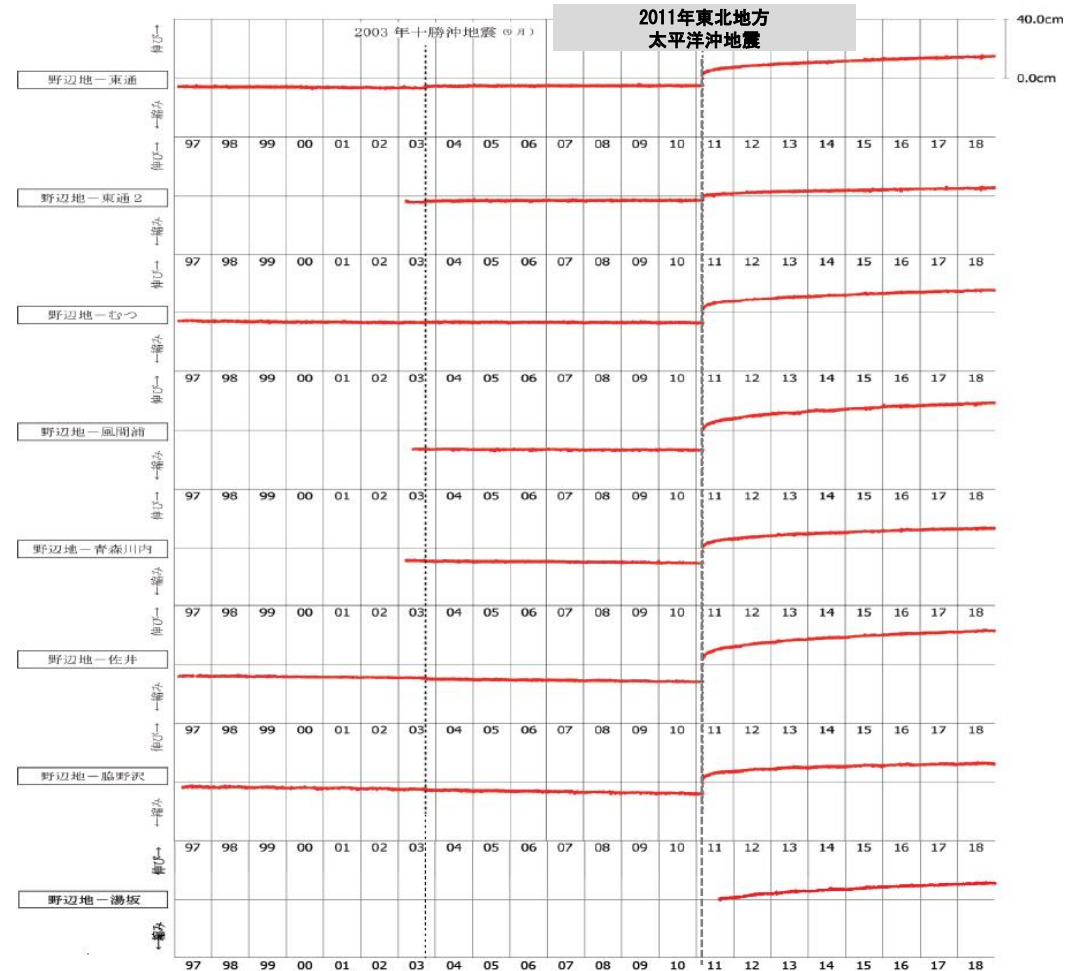 2011年東北地方
太平洋沖地震
2003 年十勝沖地震（9 月）
40.0cm
0.0cm
伸び→
野辺地－東通
←縮み
97 98 99 00 01 02 03 04 05 06 07 08 09 10 11 12 13 14 15 16 17 18
伸び→
野辺地－東通２
←縮み
97 98 99 00 01 02 03 04 05 06 07 08 09 10 11 12 13 14 15 16 17 18
伸び→
野辺地－むつ
←縮み
97 98 99 00 01 02 03 04 05 06 07 08 09 10 11 12 13 14 15 16 17 18
伸び→
野辺地－風間浦
←縮み
97 98 99 00 01 02 03 04 05 06 07 08 09 10 11 12 13 14 15 16 17 18
伸び→
野辺地－青森川内
←縮み
97 98 99 00 01 02 03 04 05 06 07 08 09 10 11 12 13 14 15 16 17 18
伸び→
野辺地－佐井
←縮み
97 98 99 00 01 02 03 04 05 06 07 08 09 10 11 12 13 14 15 16 17 18
伸び→
野辺地－脇野沢
←縮み
97 98 99 00 01 02 03 04 05 06 07 08 09 10 11 12 13 14 15 16 17 18
伸び→
野辺地－湯坂
←縮み
97 98 99 00 01 02 03 04 05 06 07 08 09 10 11 12 13 14 15 16 17 18